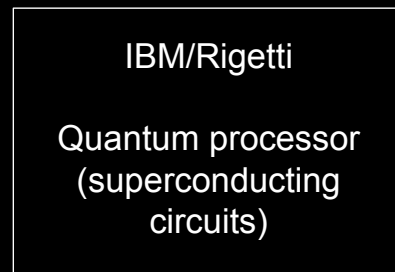 IBM/Rigetti
Quantum processor
(superconducting
circuits)